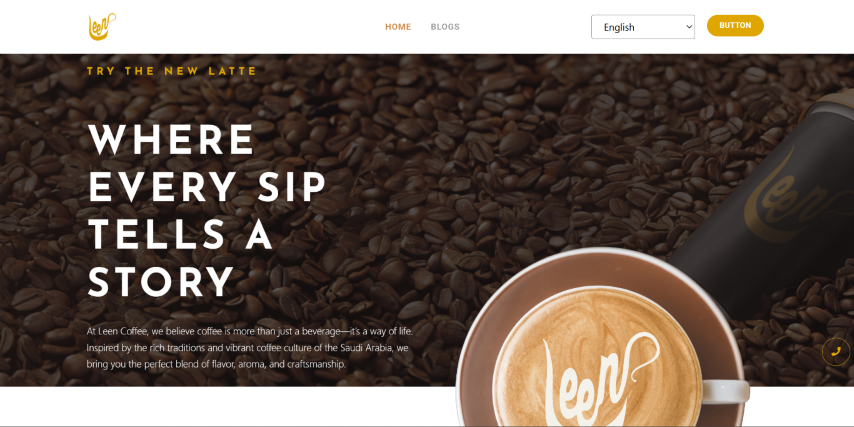 Leen
HOME
BLOGS
English
BUTTON
TRY THE NEW LATTE
WHERE
EVERY SIP
TELLS A
STORY
At Leen Coffee, we believe coffee is more than just a beverage—it's a way of life.
Inspired by the rich traditions and vibrant coffee culture of the Saudi Arabia, we
bring you the perfect blend of flavor, aroma, and craftsmanship.
Leen
Leen